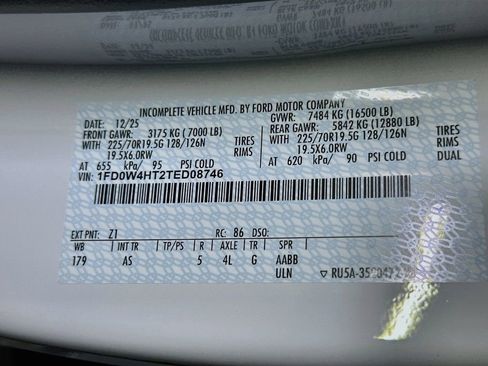 INCOMPLETE VEHICLE MFD. BY FORD MOTOR COMPANY
DATE: 12/25 GVWR: 7484 KG (16500 LB)
FRONT GAWR: 3175 KG ( 7000 LB) REAR GAWR: 5842 KG (12880 LB)
WITH 225/70R19.5G 128/126N TIRES WITH 225/70R19.5G 128/126N TIRES
19.5X6.0RW RIMS 19.5X6.0RW RIMS
AT 655 kPa/ 95 PSI COLD AT 620 kPa/ 90 PSI COLD DUAL
VIN: 1FD0W4HT2TED08746
EXT PNT: Z1 RC: 86 DSO:
WB INT TR TP/PS R AXLE TR SPR
179 AS 5 4L G AABB
ULN